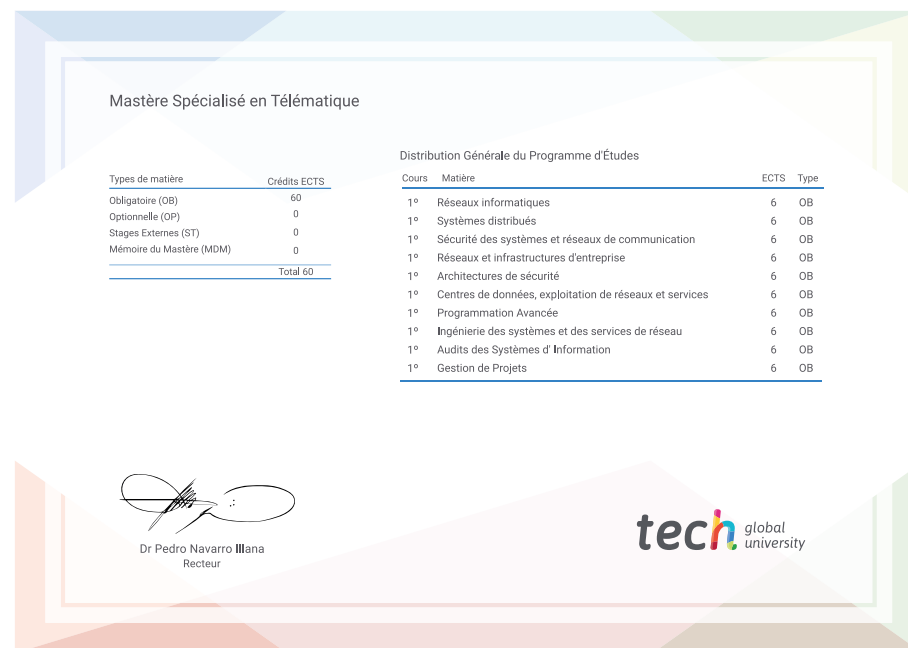 Mastère Spécialisé en Télématique
Types de matière Crédits ECTS
Obligatoire (OB) 60
Optionnelle (OP) 0
Stages Externes (ST) 0
Mémoire du Mastère (MDM) 0
Total 60
Distribution Générale du Programme d'Études
Cours Matière ECTS Type
1º Réseaux informatiques 6 OB
1º Systèmes distribués 6 OB
1º Sécurité des systèmes et réseaux de communication 6 OB
1º Réseaux et infrastructures d'entreprise 6 OB
1º Architectures de sécurité 6 OB
1º Centres de données, exploitation de réseaux et services 6 OB
1º Programmation Avancée 6 OB
1º Ingénierie des systèmes et des services de réseau 6 OB
1º Audits des Systèmes d' Information 6 OB
1º Gestion de Projets 6 OB
Dr Pedro Navarro Illana
Recteur
tech global
university